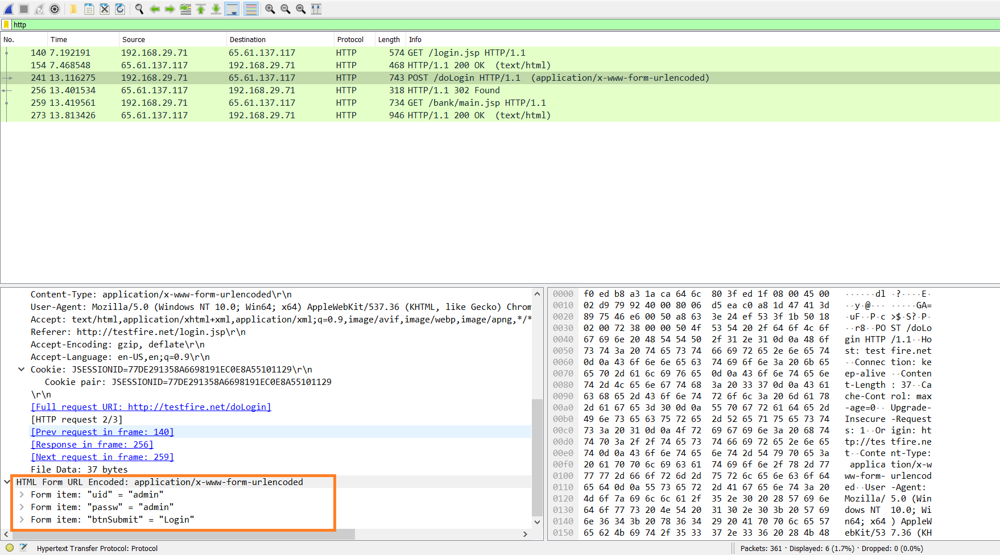 http
No. Time Source Destination Protocol Length Info
140 7.192191 192.168.29.71 65.61.137.117 HTTP 574 GET /login.jsp HTTP/1.1
154 7.468548 65.61.137.117 192.168.29.71 HTTP 468 HTTP/1.1 200 OK (text/html)
241 13.116275 192.168.29.71 65.61.137.117 HTTP 743 POST /doLogin HTTP/1.1 (application/x-www-form-urlencoded)
256 13.401534 65.61.137.117 192.168.29.71 HTTP 318 HTTP/1.1 302 Found
259 13.419561 192.168.29.71 65.61.137.117 HTTP 734 GET /bank/main.jsp HTTP/1.1
273 13.813426 65.61.137.117 192.168.29.71 HTTP 946 HTTP/1.1 200 OK (text/html)
Content-Type: application/x-www-form-urlencoded\r\n
User-Agent: Mozilla/5.0 (Windows NT 10.0; Win64; x64) AppleWebKit/537.36 (KHTML, like Gecko) Chrom
Accept: text/html,application/xhtml+xml,application/xml;q=0.9,image/avif,image/webp,image/apng,*/*
Referer: http://testfire.net/login.jsp\r\n
Accept-Encoding: gzip, deflate\r\n
Accept-Language: en-US,en;q=0.9\r\n
Cookie: JSESSIONID=77DE291358A6698191EC0E8A55101129\r\n
Cookie pair: JSESSIONID=77DE291358A6698191EC0E8A55101129
\r\n
[Full request URI: http://testfire.net/doLogin]
[HTTP request 2/3]
[Prev request in frame: 140]
[Response in frame: 256]
[Next request in frame: 259]
File Data: 37 bytes
HTML Form URL Encoded: application/x-www-form-urlencoded
Form item: "uid" = "admin"
Form item: "passw" = "admin"
Form item: "btnSubmit" = "Login"
0000 f0 ed b8 a3 1a ca 64 6c 80 3f ed 1f 08 00 45 00 ······dl ·?····E·
0010 02 d9 79 92 40 00 80 06 d5 ea c0 a8 1d 47 41 3d ··y·@··· ·····GA=
0020 89 75 46 e6 00 50 a8 63 3e 24 ef 53 3f 1b 50 18 ·uF··P·c >$·S?·P·
0030 02 00 72 38 00 00 50 4f 53 54 20 2f 64 6f 4c 6f ··r8··PO ST /doLo
0040 67 69 6e 20 48 54 54 50 2f 31 2e 31 0d 0a 48 6f gin HTTP /1.1··Ho
0050 73 74 3a 20 74 65 73 74 66 69 72 65 2e 6e 65 74 st: test fire.net
0060 0d 0a 43 6f 6e 6e 65 63 74 69 6f 6e 3a 20 6b 65 ··Connec tion: ke
0070 65 70 2d 61 6c 69 76 65 0d 0a 43 6f 6e 74 65 6e ep-alive ··Conten
0080 74 2d 4c 65 6e 67 74 68 3a 20 33 37 0d 0a 43 61 t-Length : 37··Ca
0090 63 68 65 2d 43 6f 6e 74 72 6f 6c 3a 20 6d 61 78 che-Cont rol: max
00a0 2d 61 67 65 3d 30 0d 0a 55 70 67 72 61 64 65 2d -age=0·· Upgrade-
00b0 49 6e 73 65 63 75 72 65 2d 52 65 71 75 65 73 74 Insecure -Request
00c0 73 3a 20 31 0d 0a 4f 72 69 67 69 6e 3a 20 68 74 s: 1··Or igin: ht
00d0 74 70 3a 2f 2f 74 65 73 74 66 69 72 65 2e 6e 65 tp://tes tfire.ne
00e0 74 0d 0a 43 6f 6e 74 65 6e 74 2d 54 79 70 65 3a t··Conte nt-Type:
00f0 20 61 70 70 6c 69 63 61 74 69 6f 6e 2f 78 2d 77 applica tion/x-w
0100 77 77 2d 66 6f 72 6d 2d 75 72 6c 65 6e 63 6f 64 ww-form- urlencod
0110 65 64 0d 0a 55 73 65 72 2d 41 67 65 6e 74 3a 20 ed··User -Agent:
0120 4d 6f 7a 69 6c 6c 61 2f 35 2e 30 20 28 57 69 6e Mozilla/ 5.0 (Win
0130 64 6f 77 73 20 4e 54 20 31 30 2e 30 3b 20 57 69 dows NT 10.0; Wi
0140 6e 36 34 3b 20 78 36 34 29 20 41 70 70 6c 65 57 n64; x64 ) AppleW
0150 65 62 4b 69 74 2f 35 33 37 2e 33 36 20 28 4b 48 ebKit/53 7.36 (KH
Hypertext Transfer Protocol: Protocol
Packets: 361 · Displayed: 6 (1.7%) · Dropped: 0 (0.0%)